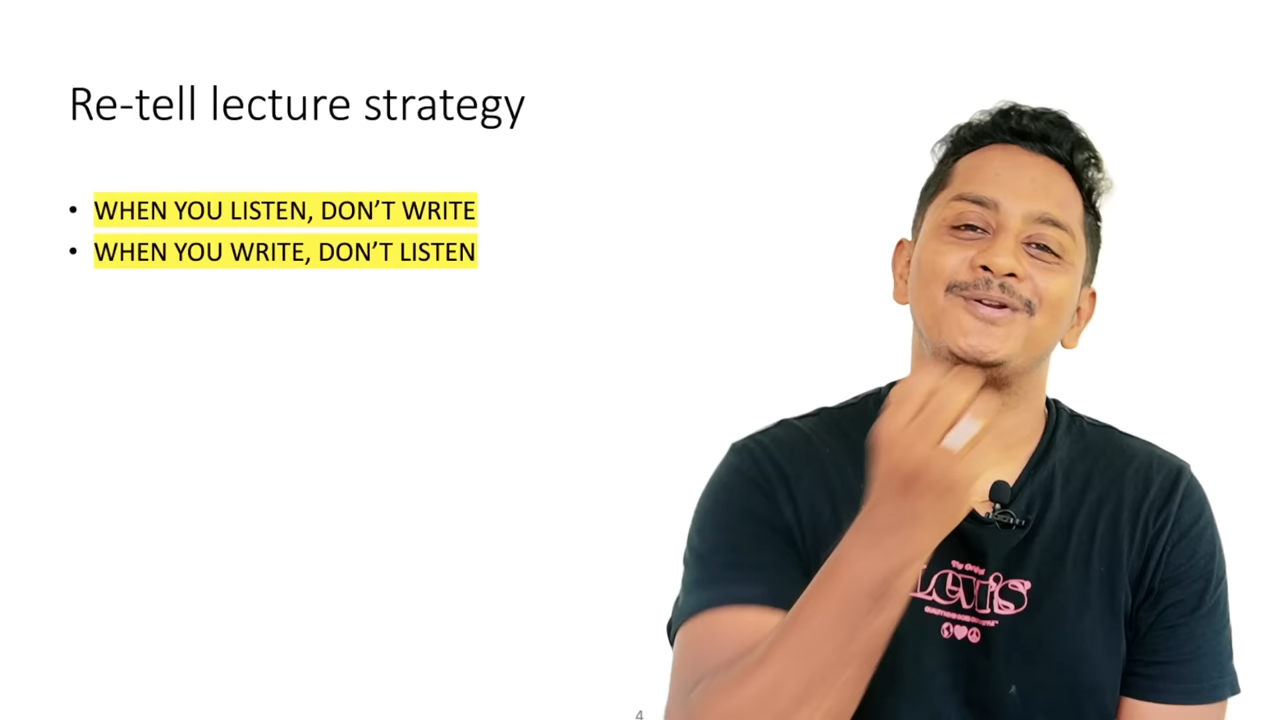 Re-tell lecture strategy
• WHEN YOU LISTEN, DON’T WRITE
• WHEN YOU WRITE, DON’T LISTEN
Levi's
4